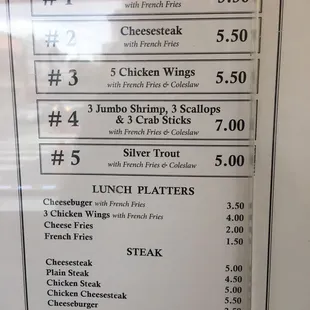 # 1
with French Fries
# 2 Cheesesteak 5.50
with French Fries
# 3 5 Chicken Wings 5.50
with French Fries & Coleslaw
# 4 3 Jumbo Shrimp, 3 Scallops
& 3 Crab Sticks 7.00
with French Fries & Coleslaw
# 5 Silver Trout 5.00
with French Fries & Coleslaw
LUNCH PLATTERS
Cheesebuger with French Fries 3.50
3 Chicken Wings with French Fries 4.00
Cheese Fries 2.00
French Fries 1.50
STEAK
Cheesesteak 5.00
Plain Steak 4.50
Chicken Steak 5.00
Chicken Cheesesteak 5.50
Cheeseburger